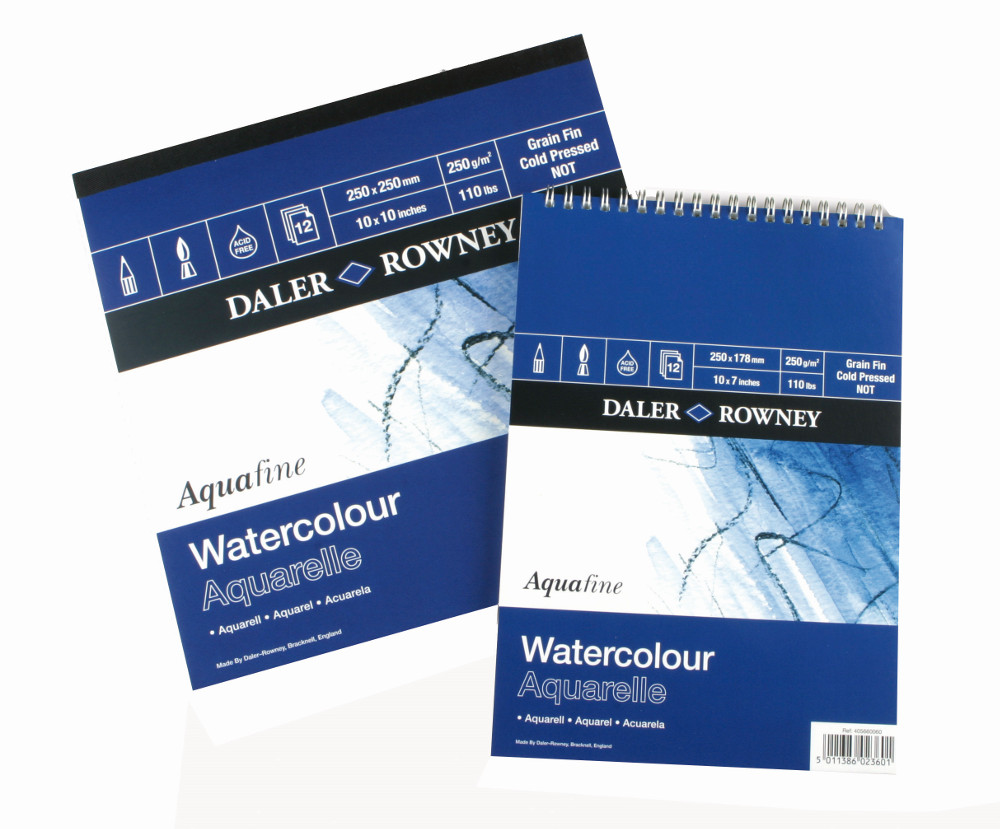 Grain Fin
Cold Pressed
NOT
250 x 250 mm
250 g/m²
10 x 10 inches
110 lbs
ACID
FREE
12
DALER ROWNEY
Aquafine
Watercolour
Aquarelle
• Aquarell • Aquarel • Acuarela
Made By Daler-Rowney, Bracknell, England
ACID
FREE
12
250 x 178 mm
250 g/m²
10 x 7 inches
110 lbs
Grain Fin
Cold Pressed
NOT
DALER ROWNEY
Aquafine
Watercolour
Aquarelle
• Aquarell • Aquarel • Acuarela
Made By Daler-Rowney, Bracknell, England
5 011386 023601